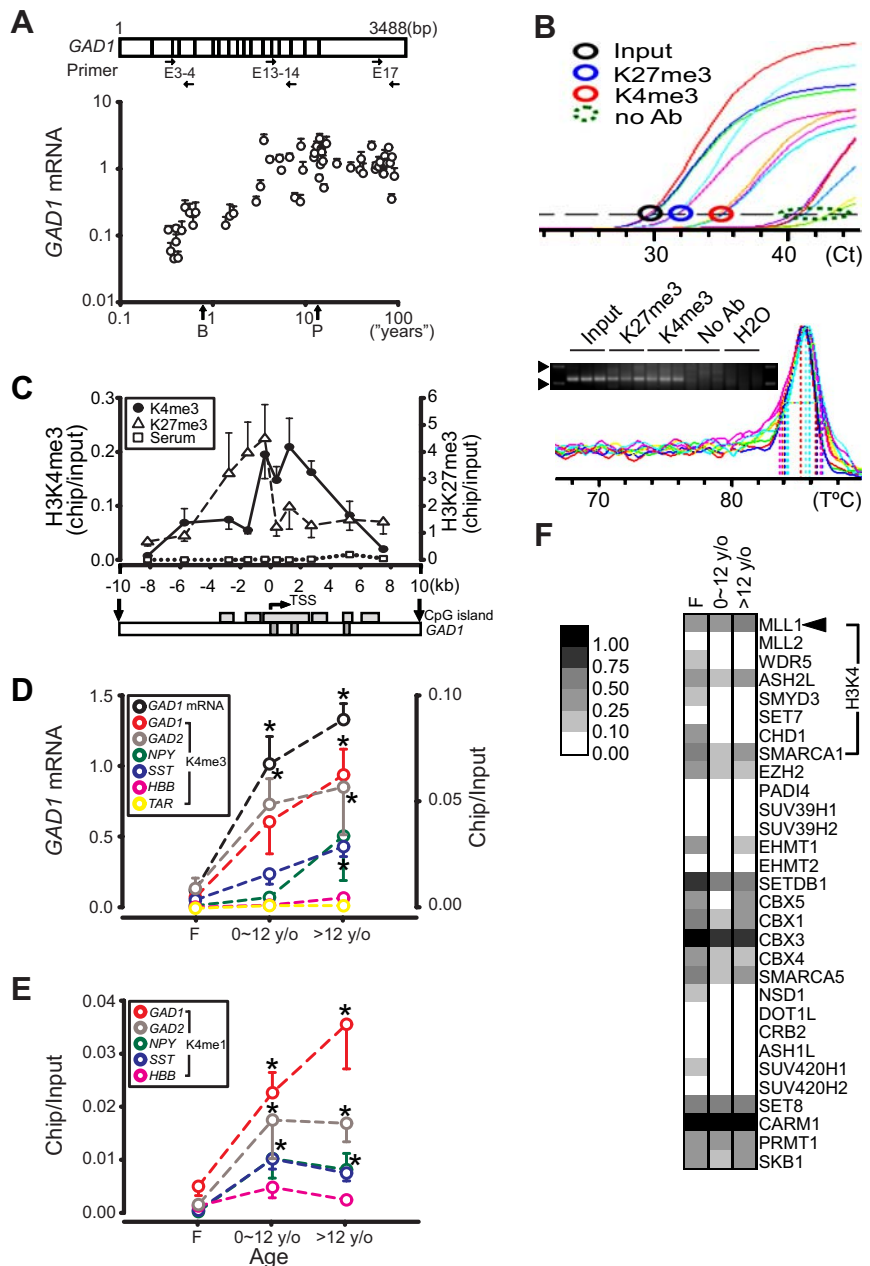 A
1
3488(bp)
GAD1
Primer
E3-4
E13-14
E17
10
1
0.1
0.01
GAD1 mRNA
0.1
1
10
100
B
P
("years")
B
Input
K27me3
K4me3
no Ab
30
40
(Ct)
Input
K27me3
K4me3
No Ab
H2O
70
80
(TºC)
C
K4me3
K27me3
Serum
0.3
0.2
0.1
0.0
H3K4me3
(chip/input)
6
5
4
3
2
1
0
H3K27me3
(chip/input)
-10
-8
-6
-4
-2
0
2
4
6
8
10(kb)
TSS
CpG island
GAD1
D
GAD1 mRNA
GAD1
GAD2
NPY
SST
HBB
TAR
K4me3
1.5
1.0
0.5
0.0
GAD1 mRNA
0.10
0.05
0.00
Chip/Input
* * * * * *
F
0~12 y/o
>12 y/o
E
GAD1
GAD2
NPY
SST
HBB
K4me1
0.04
0.03
0.02
0.01
0.00
Chip/Input
* * * * * *
F
0~12 y/o
>12 y/o
Age
F
F
0~12 y/o
>12 y/o
1.00
0.75
0.50
0.25
0.10
0.00
MLL1
MLL2
WDR5
ASH2L
SMYD3
SET7
CHD1
SMARCA1
H3K4
EZH2
PADI4
SUV39H1
SUV39H2
EHMT1
EHMT2
SETDB1
CBX5
CBX1
CBX3
CBX4
SMARCA5
NSD1
DOT1L
CRB2
ASH1L
SUV420H1
SUV420H2
SET8
CARM1
PRMT1
SKB1